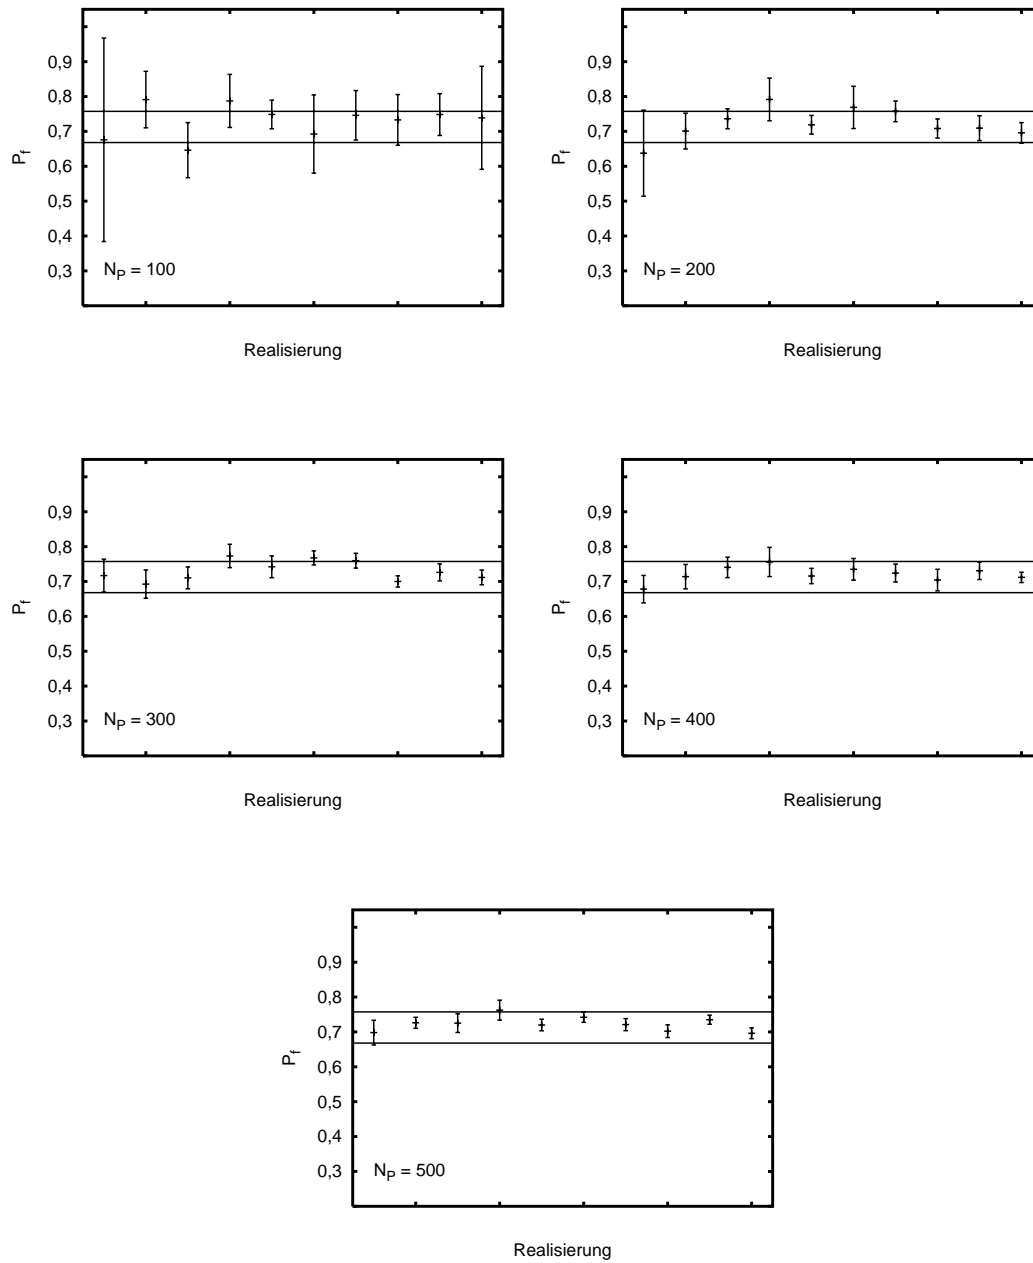 0,9
0,8
0,7
0,6
0,5
0,4
0,3
P_f
N_P = 100
Realisierung
0,9
0,8
0,7
0,6
0,5
0,4
0,3
P_f
N_P = 200
Realisierung
0,9
0,8
0,7
0,6
0,5
0,4
0,3
P_f
N_P = 300
Realisierung
0,9
0,8
0,7
0,6
0,5
0,4
0,3
P_f
N_P = 400
Realisierung
0,9
0,8
0,7
0,6
0,5
0,4
0,3
P_f
N_P = 500
Realisierung